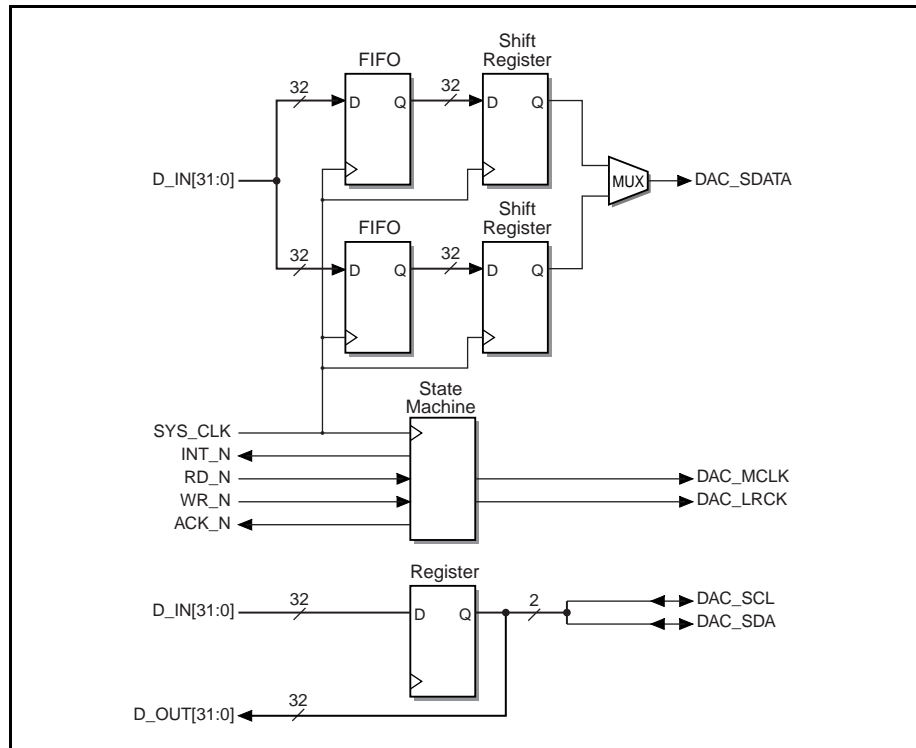 Shift
Register
FIFO
32
32
D
Q
D
Q
D_IN[31:0]
MUX
DAC_SDATA
Shift
Register
FIFO
32
32
D
Q
D
Q
State
Machine
SYS_CLK
INT_N
RD_N
DAC_MCLK
WR_N
DAC_LRCK
ACK_N
Register
D_IN[31:0]
32
D
Q
2
DAC_SCL
DAC_SDA
D_OUT[31:0]
32